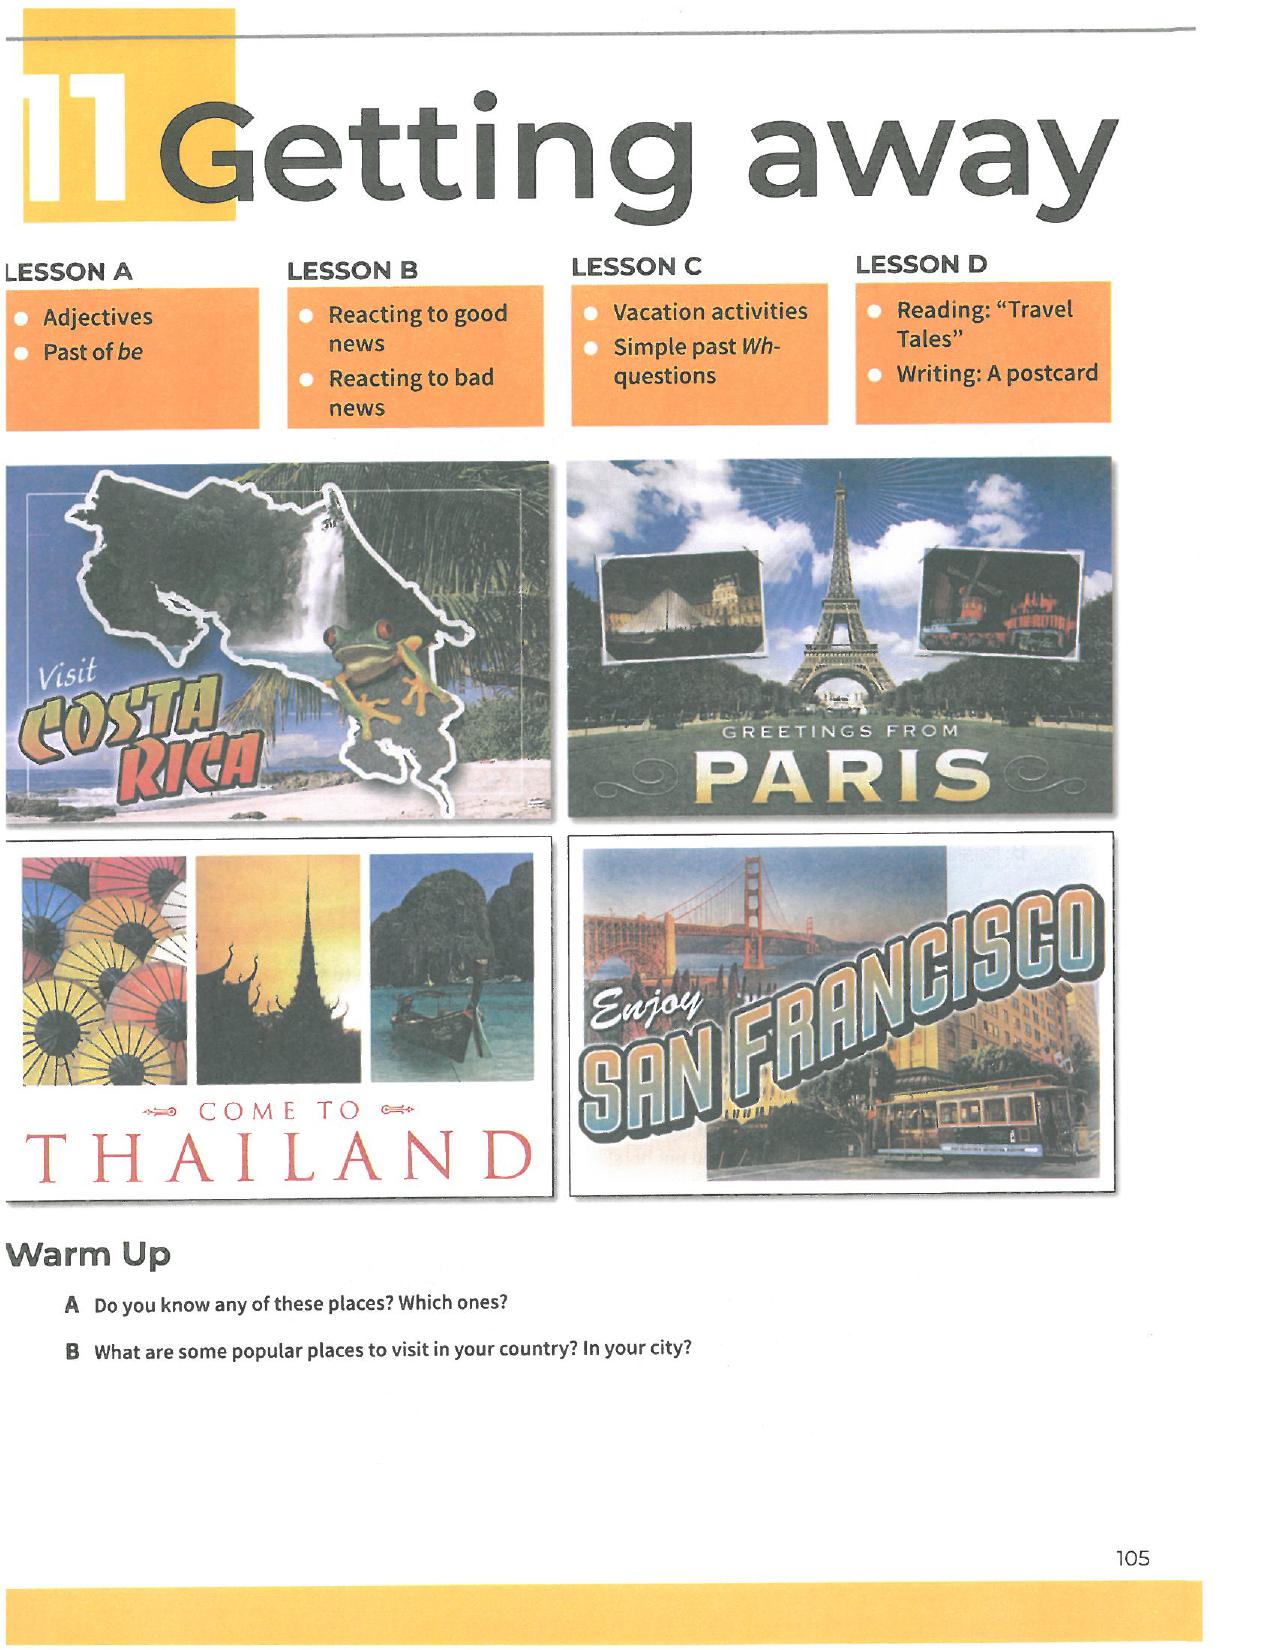 11 Getting away
LESSON A
• Adjectives
• Past of be
LESSON B
• Reacting to good
news
• Reacting to bad
news
LESSON C
• Vacation activities
• Simple past Wh-
questions
LESSON D
• Reading: “Travel
Tales”
• Writing: A postcard
Visit
COSTA
RICA
GREETINGS FROM
PARIS
COME TO
THAILAND
Enjoy
SAN FRANCISCO
Warm Up
A Do you know any of these places? Which ones?
B What are some popular places to visit in your country? In your city?
105